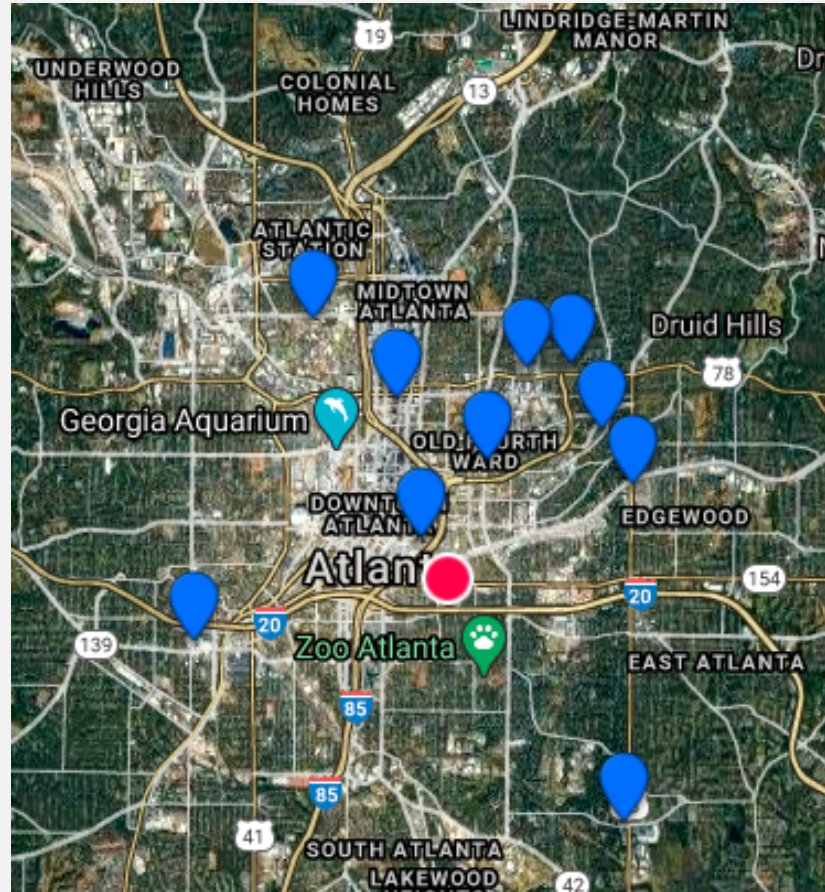 LINDRIDGE-MARTIN
MANOR
19
UNDERWOOD
HILLS
COLONIAL
HOMES
13
ATLANTIC
STATION
MIDTOWN
ATLANTA
Druid Hills
78
Georgia Aquarium
OLD FOURTH
WARD
DOWNTOWN
ATLANTA
EDGEWOOD
Atlant
154
20
20
139
Zoo Atlanta
EAST ATLANTA
85
85
41
SOUTH ATLANTA
LAKEWOOD
42